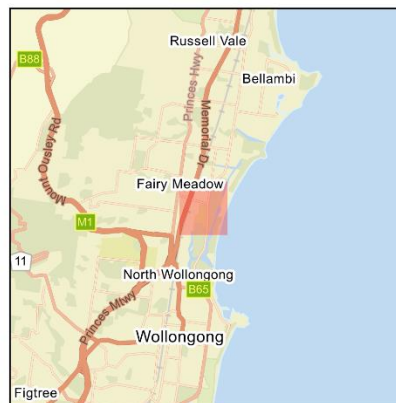 Russell Vale
B88
Bellambi
Princes Hwy
Memorial Dr
Mount Ousley Rd
Fairy Meadow
M1
11
North Wollongong
B65
Princes Mtwy
Wollongong
Figtree